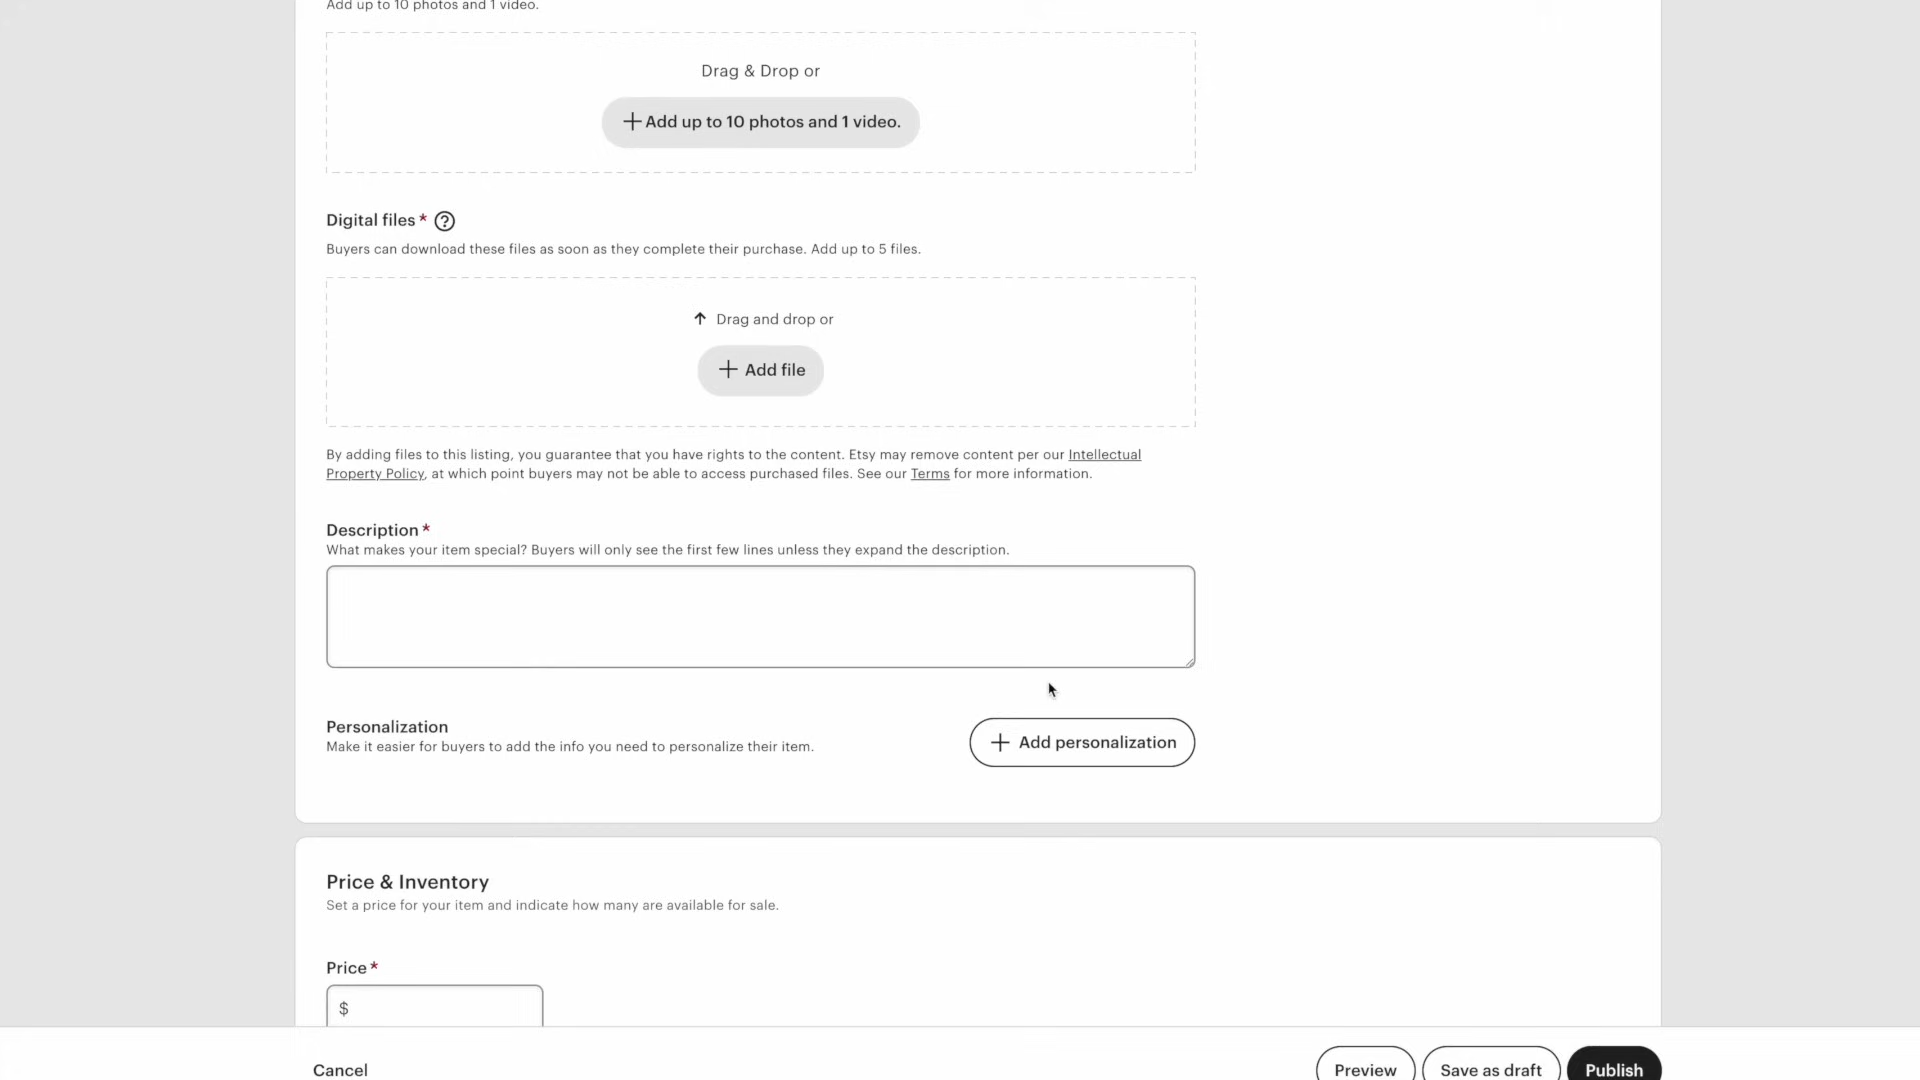 Add up to 10 photos and 1 video.
Drag & Drop or
+ Add up to 10 photos and 1 video.
Digital files * ?
Buyers can download these files as soon as they complete their purchase. Add up to 5 files.
↑ Drag and drop or
+ Add file
By adding files to this listing, you guarantee that you have rights to the content. Etsy may remove content per our Intellectual
Property Policy, at which point buyers may not be able to access purchased files. See our Terms for more information.
Description *
What makes your item special? Buyers will only see the first few lines unless they expand the description.
Personalization
Make it easier for buyers to add the info you need to personalize their item.
+ Add personalization
Price & Inventory
Set a price for your item and indicate how many are available for sale.
Price *
$
Cancel
Preview
Save as draft
Publish